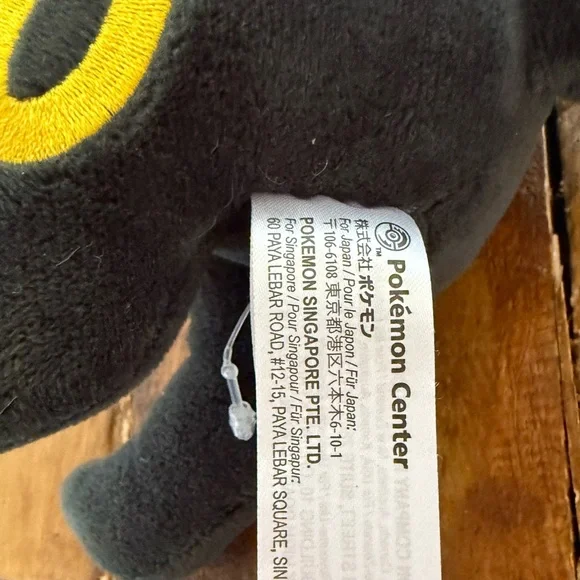 Pokémon Center
™
株式会社 ポケモン
For Japan / Pour le Japon / Für Japan:
〒106-6108 東京都港区六本木6-10-1
POKEMON SINGAPORE PTE. LTD.
For Singapore / Pour Singapour / Für Singapur:
60 PAYA LEBAR ROAD, #12-15, PAYA LEBAR SQUARE, SIN